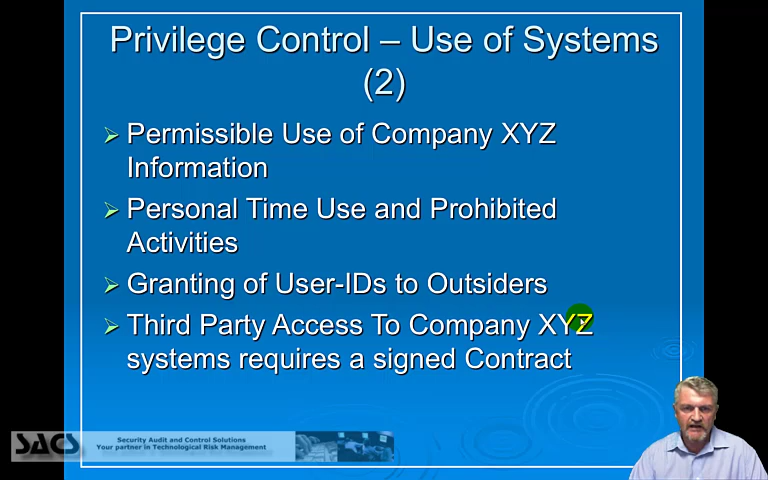 Privilege Control – Use of Systems
(2)
Permissible Use of Company XYZ
Information
Personal Time Use and Prohibited
Activities
Granting of User-IDs to Outsiders
Third Party Access To Company XYZ
systems requires a signed Contract
SACS
Security Audit and Control Solutions
Your partner in Technological Risk Management